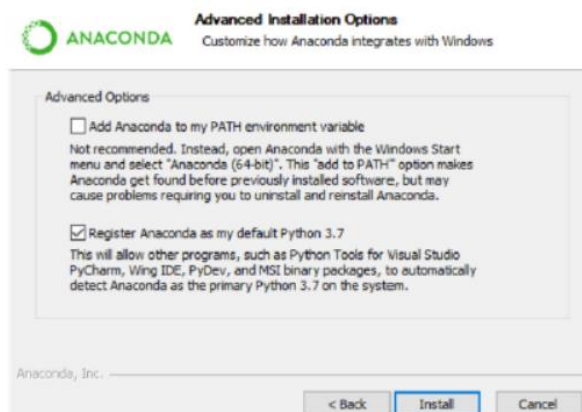 ANACONDA
Advanced Installation Options
Customize how Anaconda integrates with Windows
Advanced Options
Add Anaconda to my PATH environment variable
Not recommended. Instead, open Anaconda with the Windows Start
menu and select "Anaconda (64-bit)". This "add to PATH" option makes
Anaconda get found before previously installed software, but may
cause problems requiring you to uninstall and reinstall Anaconda.
Register Anaconda as my default Python 3.7
This will allow other programs, such as Python Tools for Visual Studio
PyCharm, Wing IDE, PyDev, and MSI binary packages, to automatically
detect Anaconda as the primary Python 3.7 on the system.
Anaconda, Inc.
< Back Install Cancel